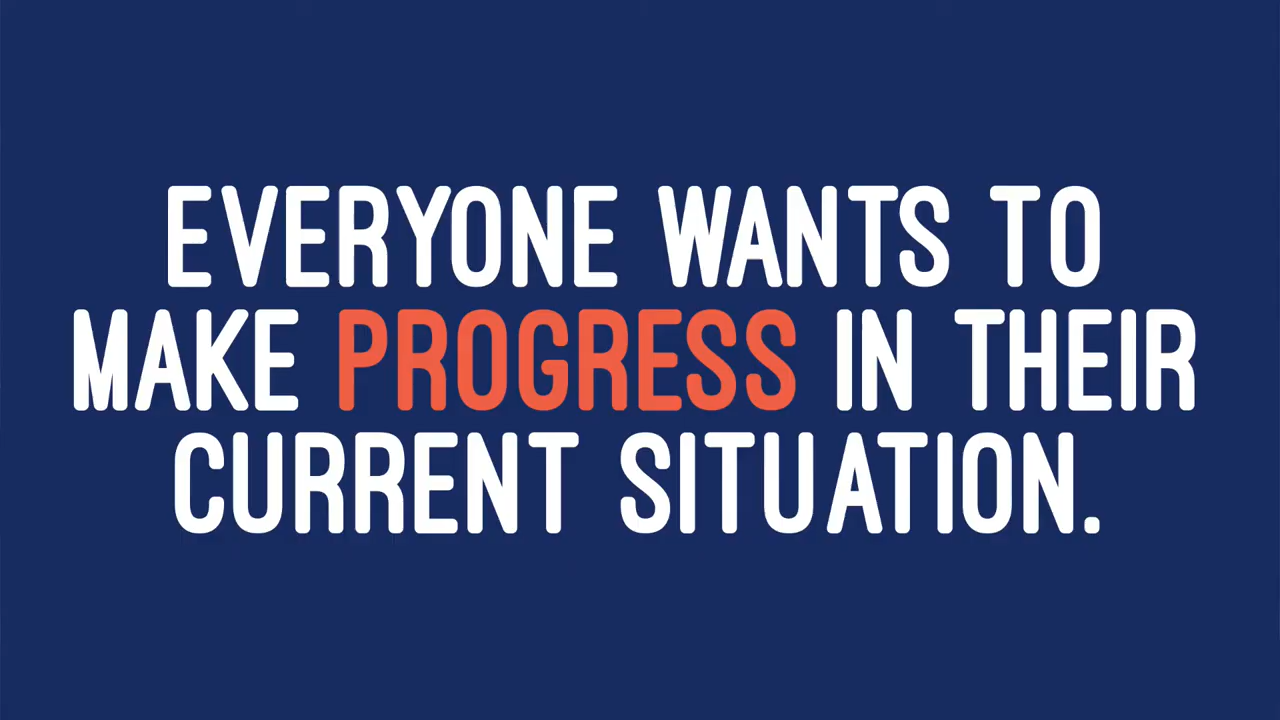 EVERYONE WANTS TO
MAKE PROGRESS IN THEIR
CURRENT SITUATION.